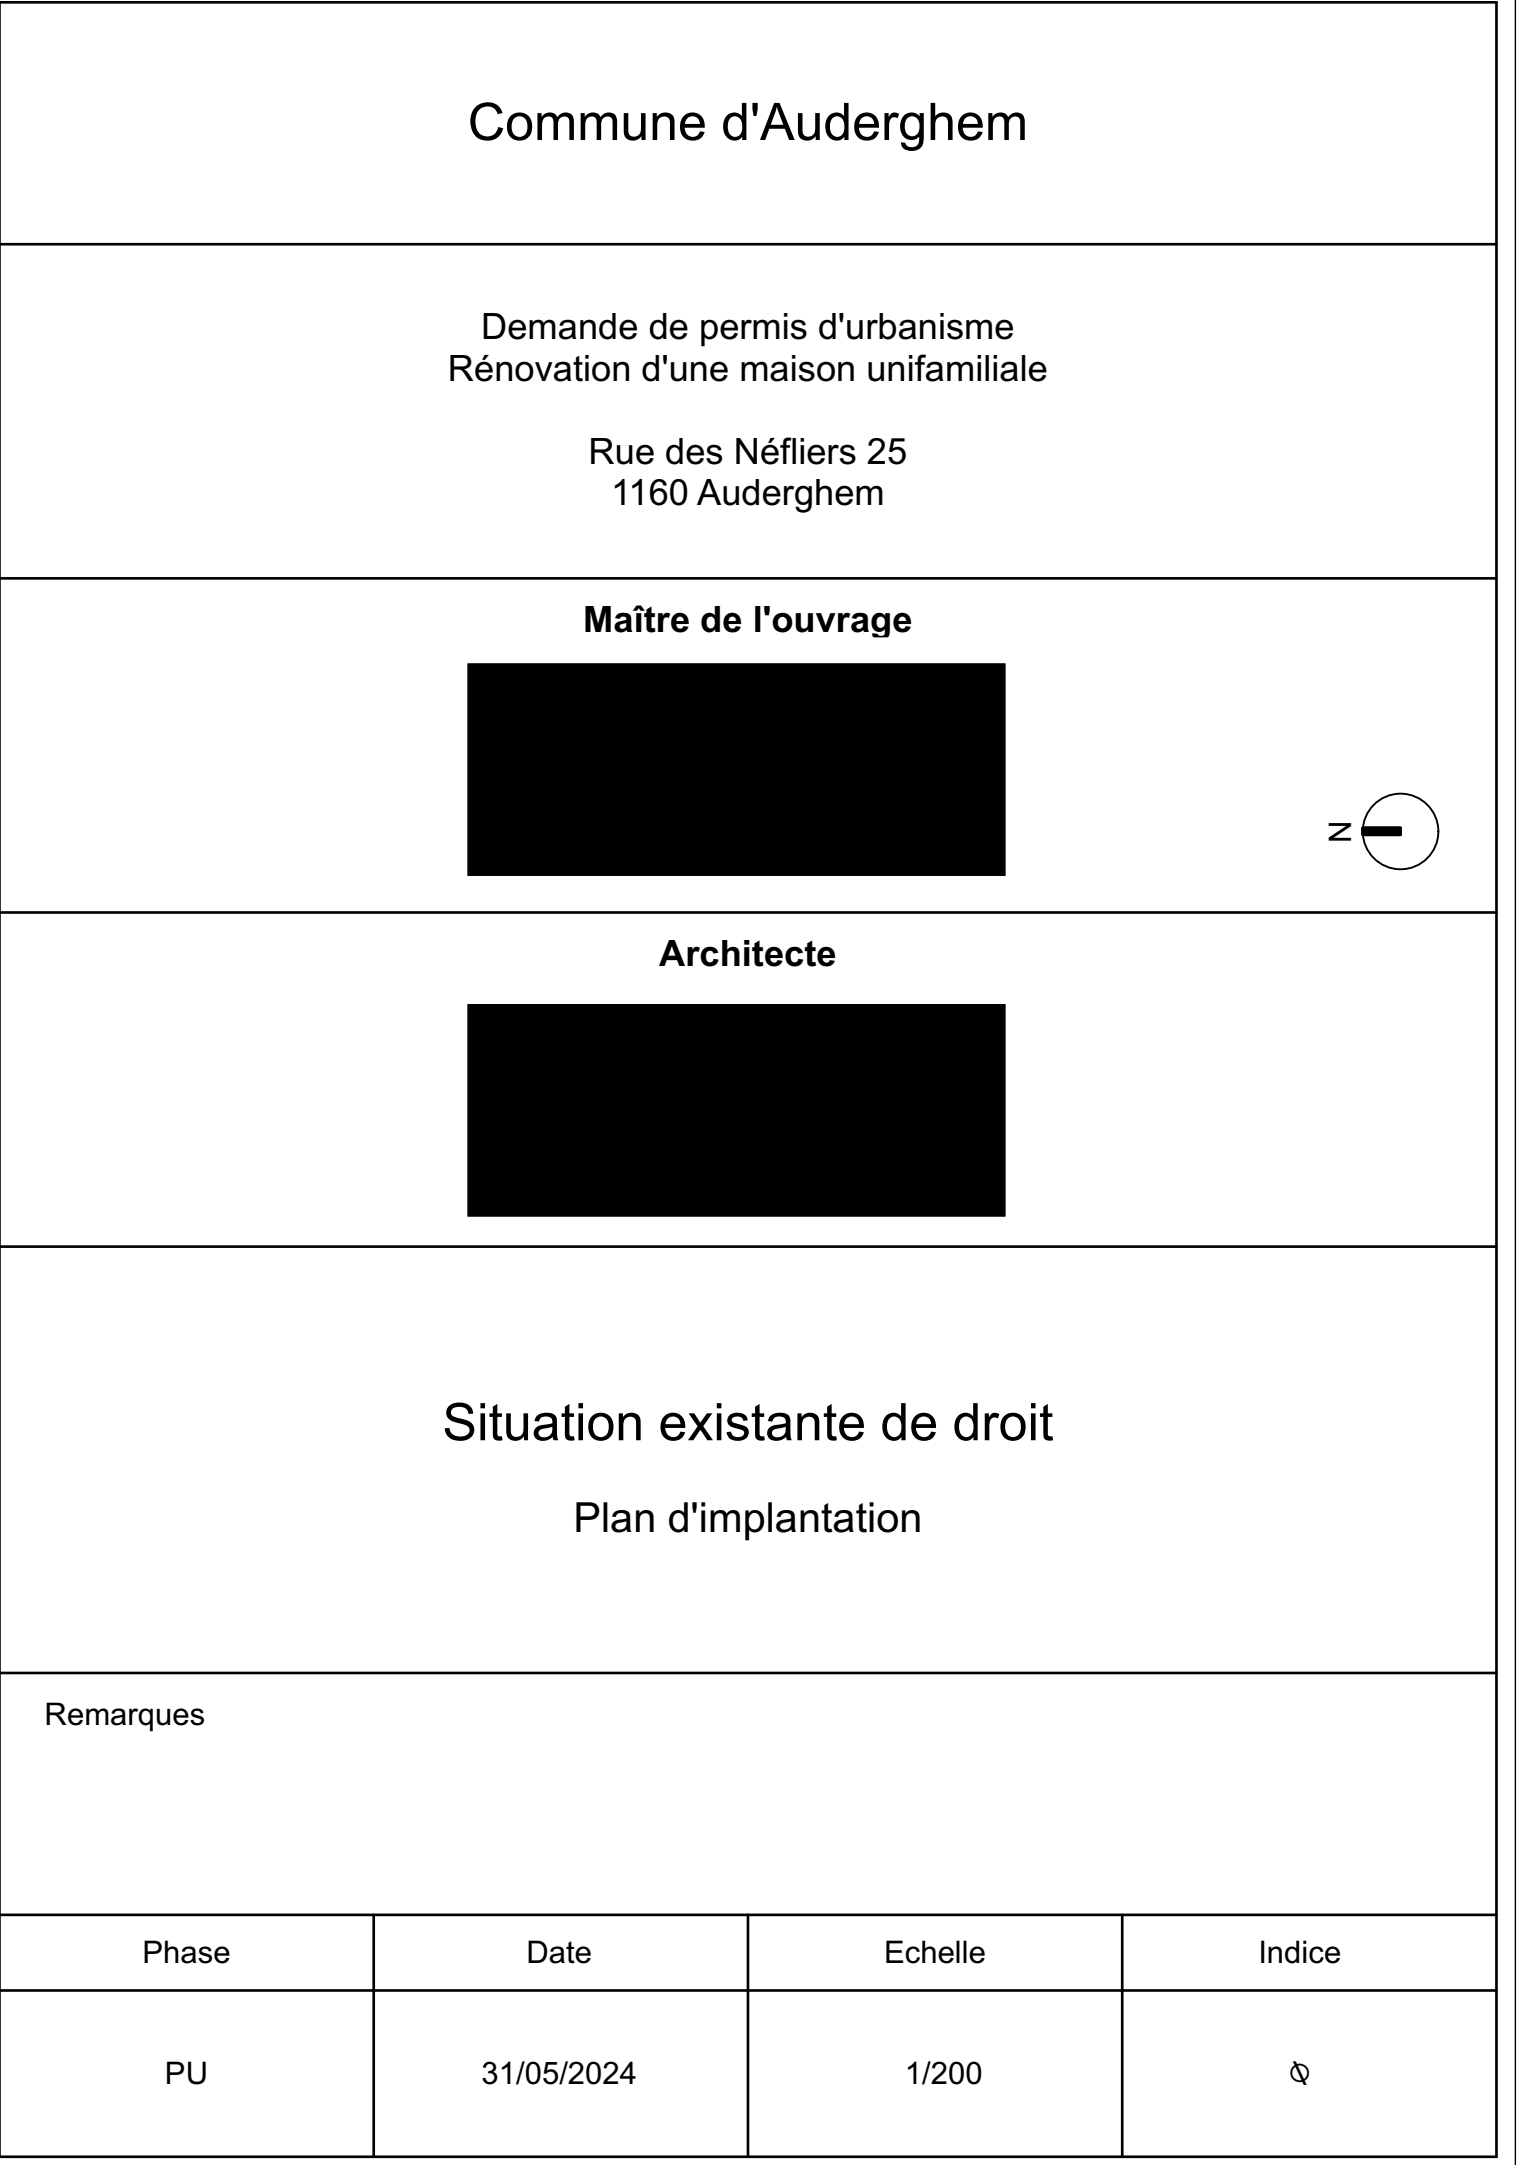 Commune d'Auderghem
Demande de permis d'urbanisme
Rénovation d'une maison unifamiliale
Rue des Néfliers 25
1160 Auderghem
Maître de l'ouvrage
N
Architecte
Situation existante de droit
Plan d'implantation
Remarques
Phase Date Echelle Indice
PU 31/05/2024 1/200 Ø